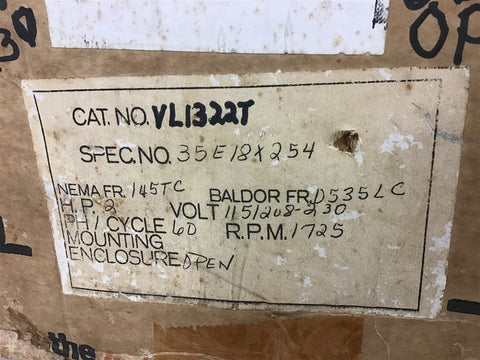 OP
CAT. NO. VL1322T
SPEC. NO. 35E18X254
NEMA FR. 145TC BALDOR FR. D535LC
H.P. 2 VOLT 115/208-230
PH 1 CYCLE 60 R.P.M. 1725
MOUNTING
ENCLOSURE OPEN
the